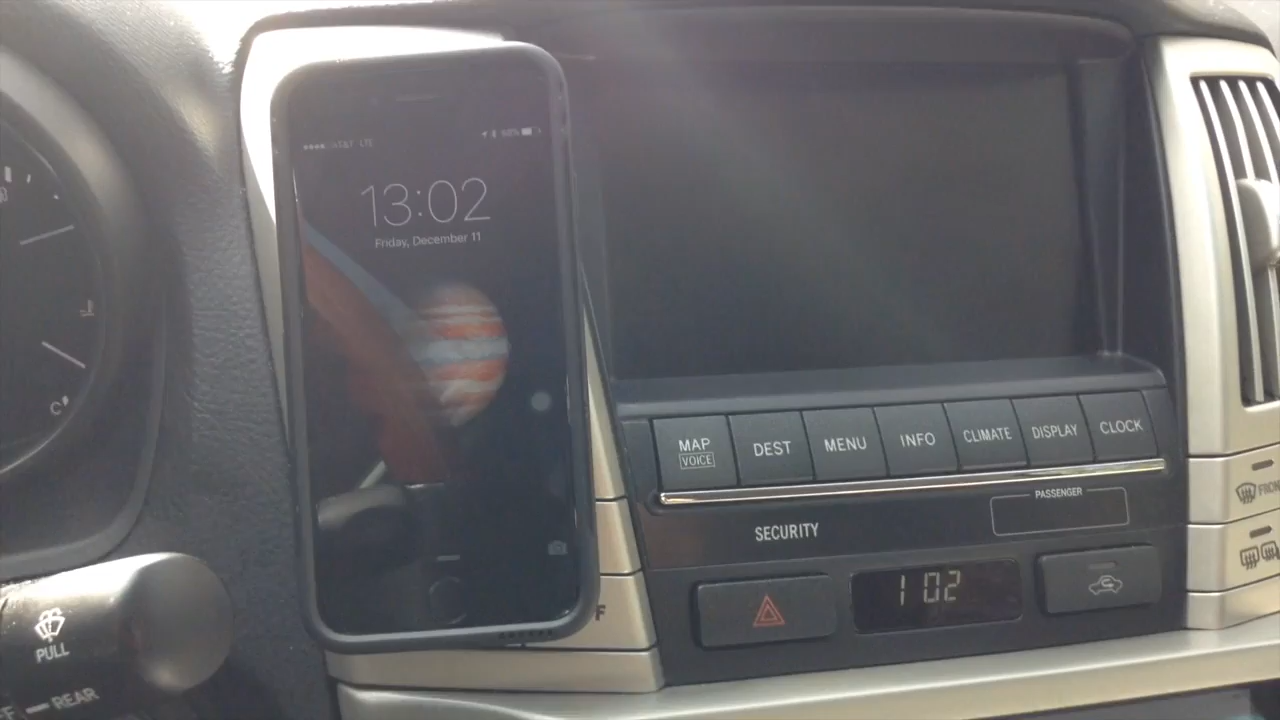 AT&T LTE
13:02
Friday, December 11
MAP
VOICE
DEST
MENU
INFO
CLIMATE
DISPLAY
CLOCK
PASSENGER
SECURITY
1 02
FRON
F
PULL
REAR
C